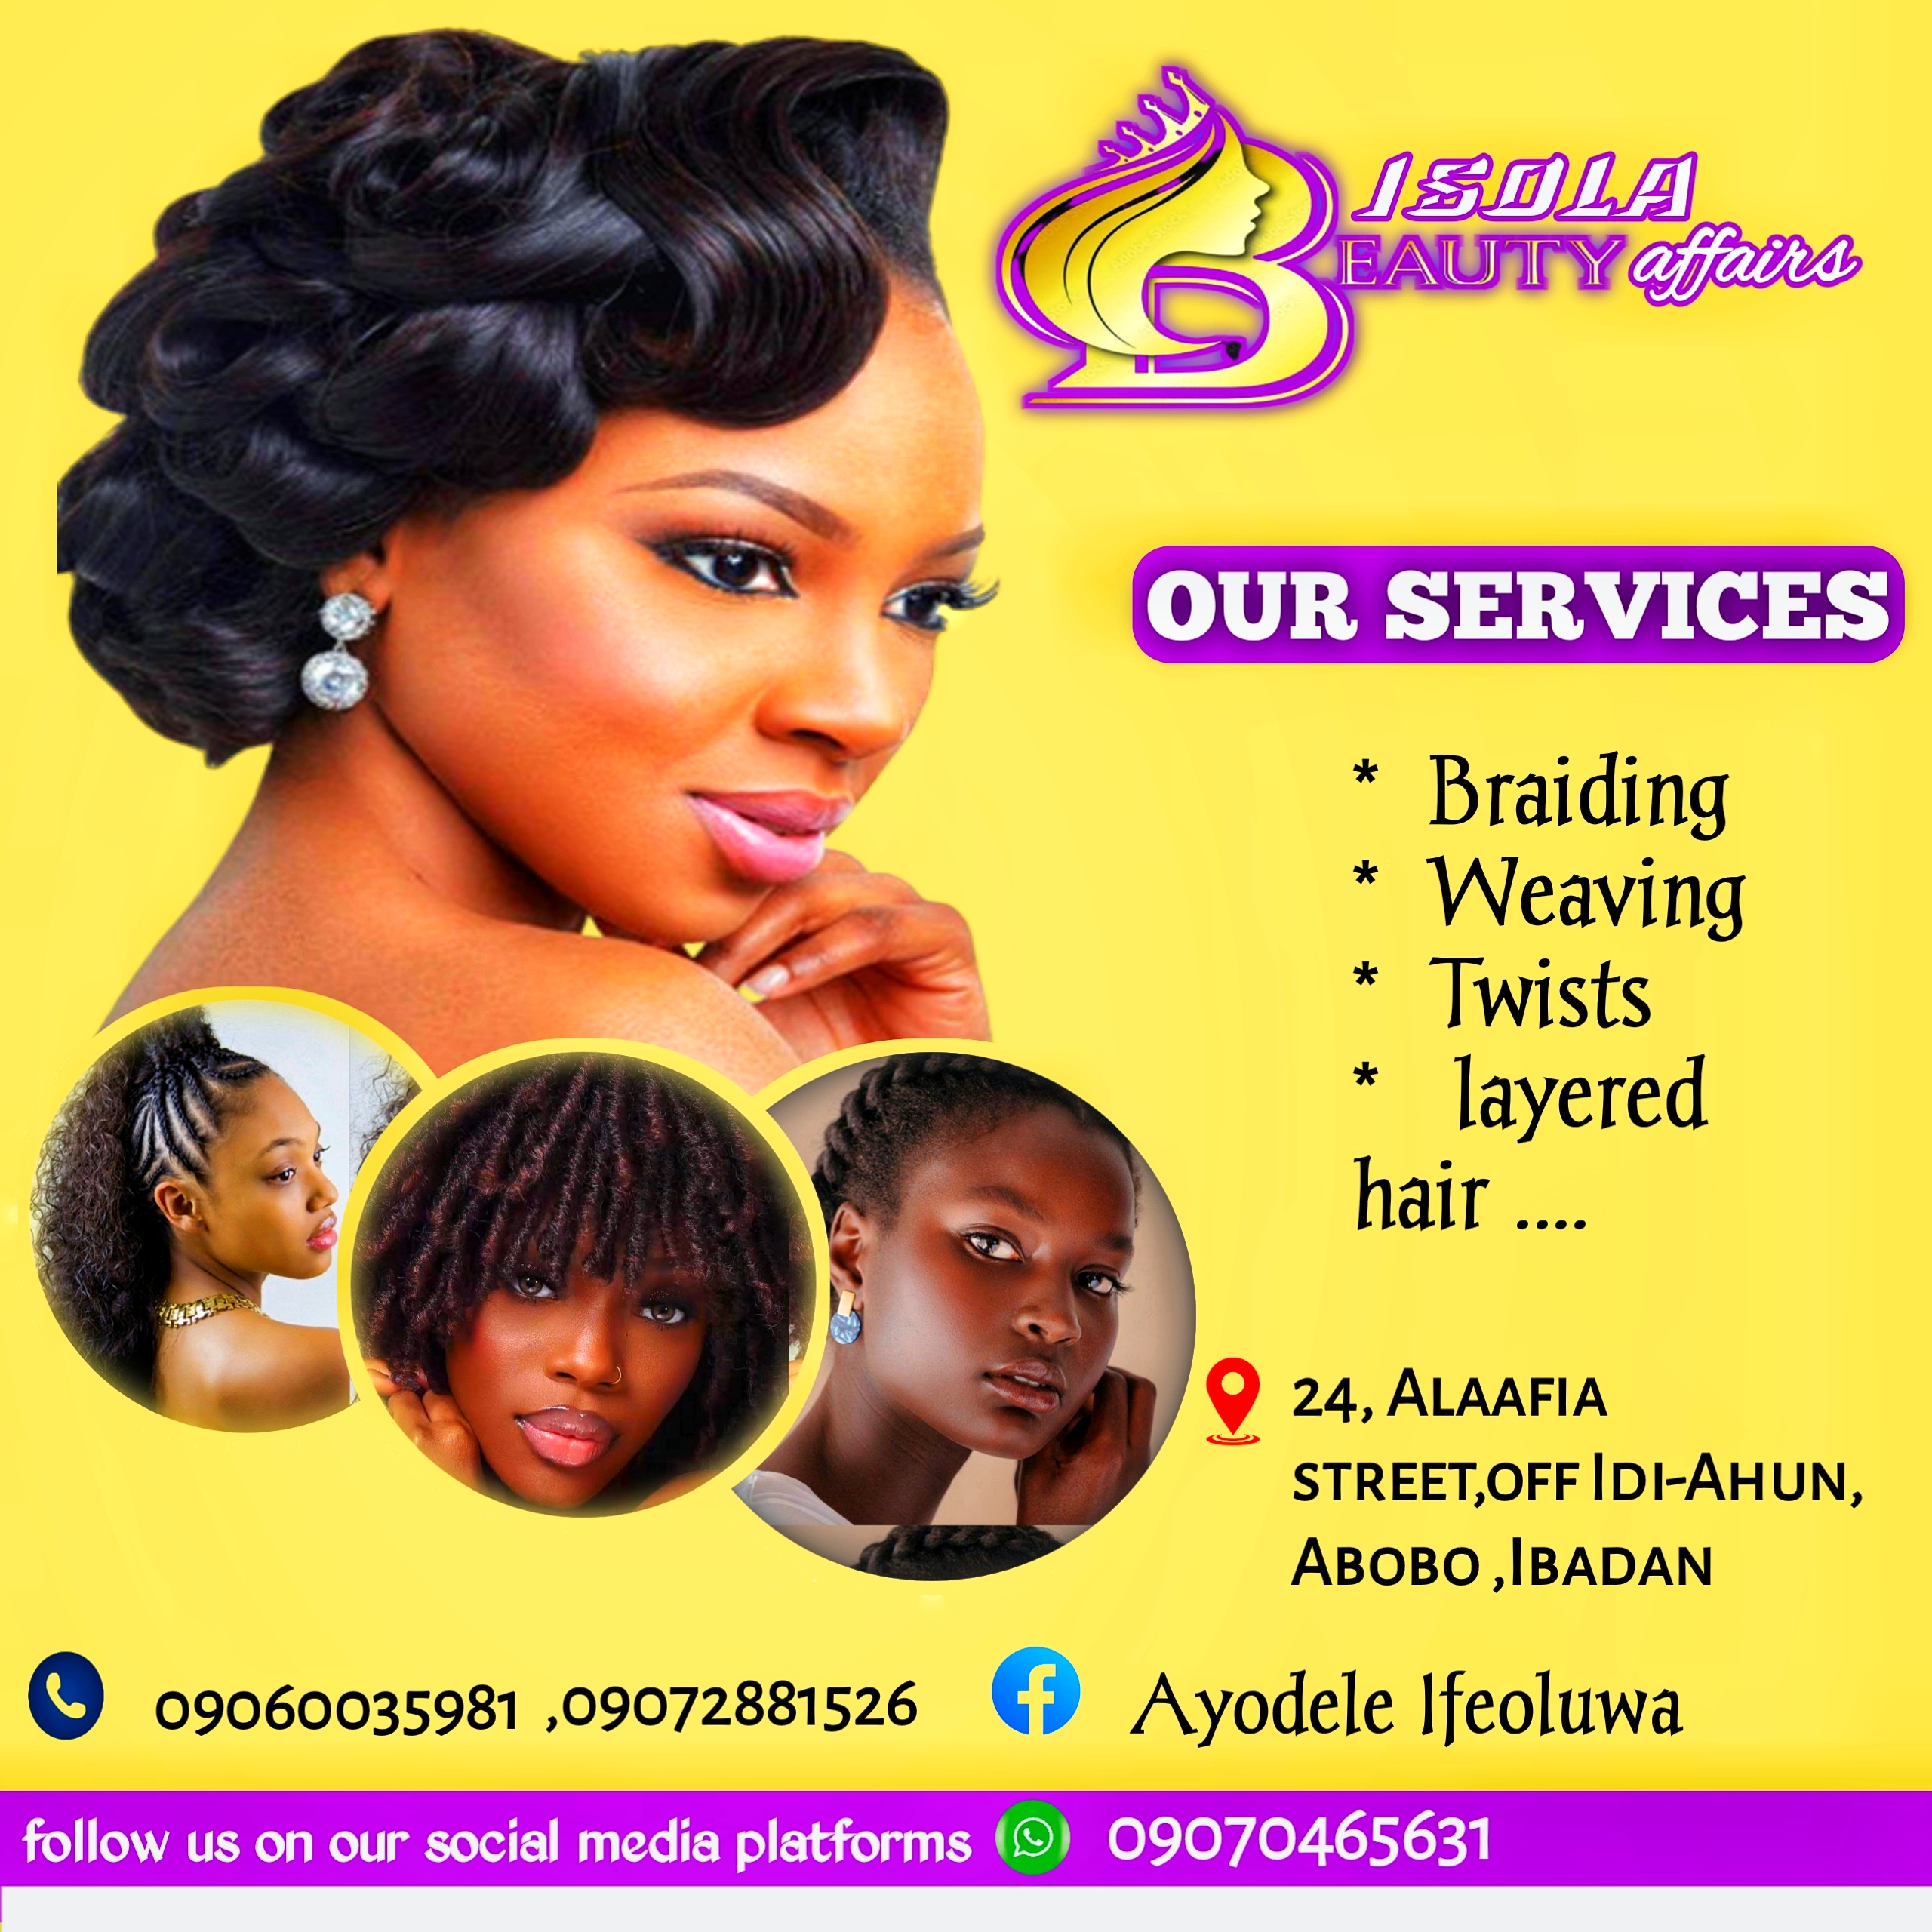 BISOLA
BEAUTY affairs
OUR SERVICES
* Braiding
* Weaving
* Twists
* layered
hair ....
24, Alaafia
street,off Idi-Ahun,
Abobo ,Ibadan
09060035981 ,09072881526
Ayodele Ifeoluwa
follow us on our social media platforms 09070465631